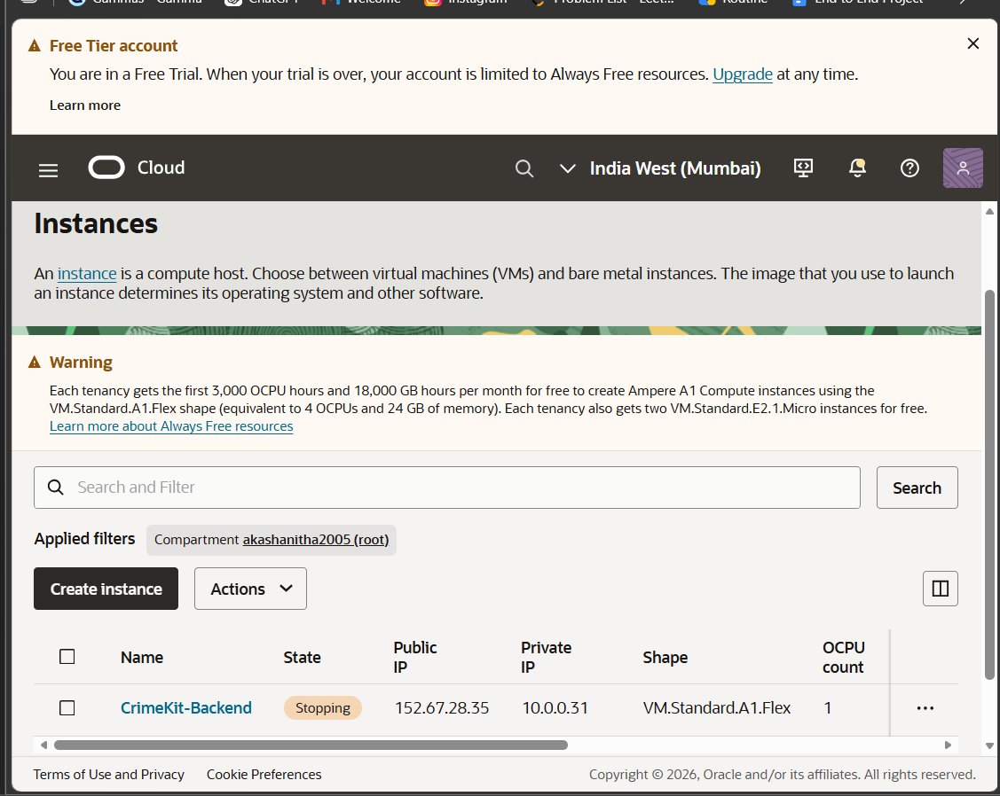 Gammas - Gamma
ChatGPT
Welcome
Instagram
Problem List - Leet...
Routine
End to End Project
Free Tier account
You are in a Free Trial. When your trial is over, your account is limited to Always Free resources. Upgrade at any time.
Learn more
Cloud
India West (Mumbai)
Instances
An instance is a compute host. Choose between virtual machines (VMs) and bare metal instances. The image that you use to launch
an instance determines its operating system and other software.
Warning
Each tenancy gets the first 3,000 OCPU hours and 18,000 GB hours per month for free to create Ampere A1 Compute instances using the
VM.Standard.A1.Flex shape (equivalent to 4 OCPUs and 24 GB of memory). Each tenancy also gets two VM.Standard.E2.1.Micro instances for free.
Learn more about Always Free resources
Search and Filter
Search
Applied filters Compartment akashanitha2005 (root)
Create instance Actions
Name State Public IP Private IP Shape OCPU count
CrimeKit-Backend Stopping 152.67.28.35 10.0.0.31 VM.Standard.A1.Flex 1
Terms of Use and Privacy Cookie Preferences Copyright © 2026, Oracle and/or its affiliates. All rights reserved.